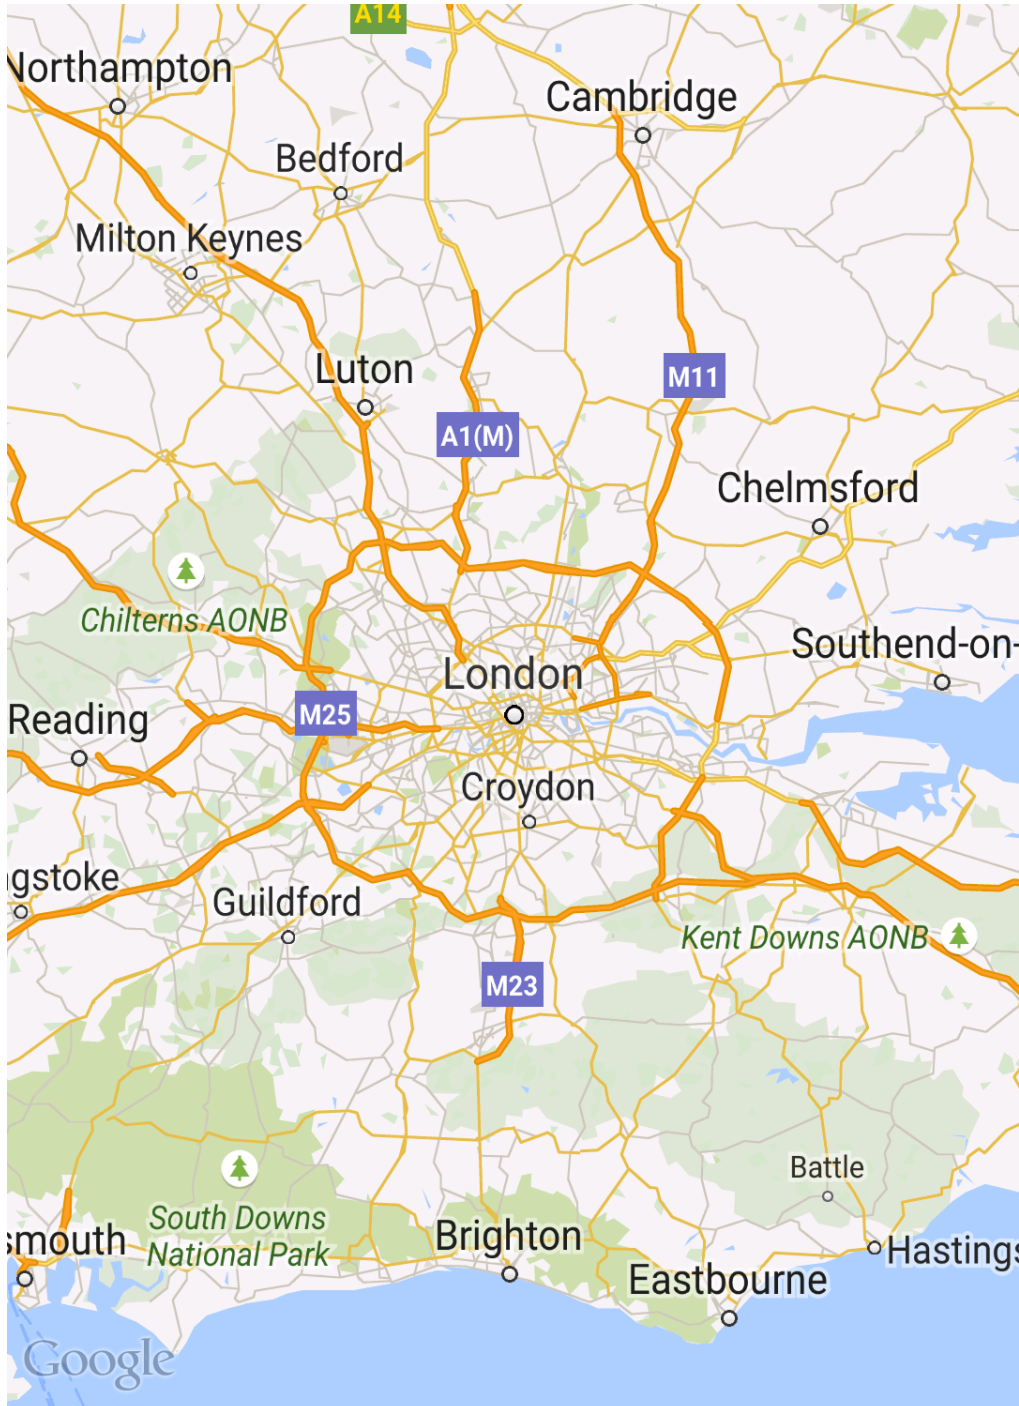 A14
Northampton
Cambridge
Bedford
Milton Keynes
Luton
M11
A1(M)
Chelmsford
Chilterns AONB
Southend-on-
London
M25
Reading
Croydon
gstoke
Guildford
Kent Downs AONB
M23
Battle
South Downs
National Park
smouth
Brighton
Hastings
Eastbourne
Google